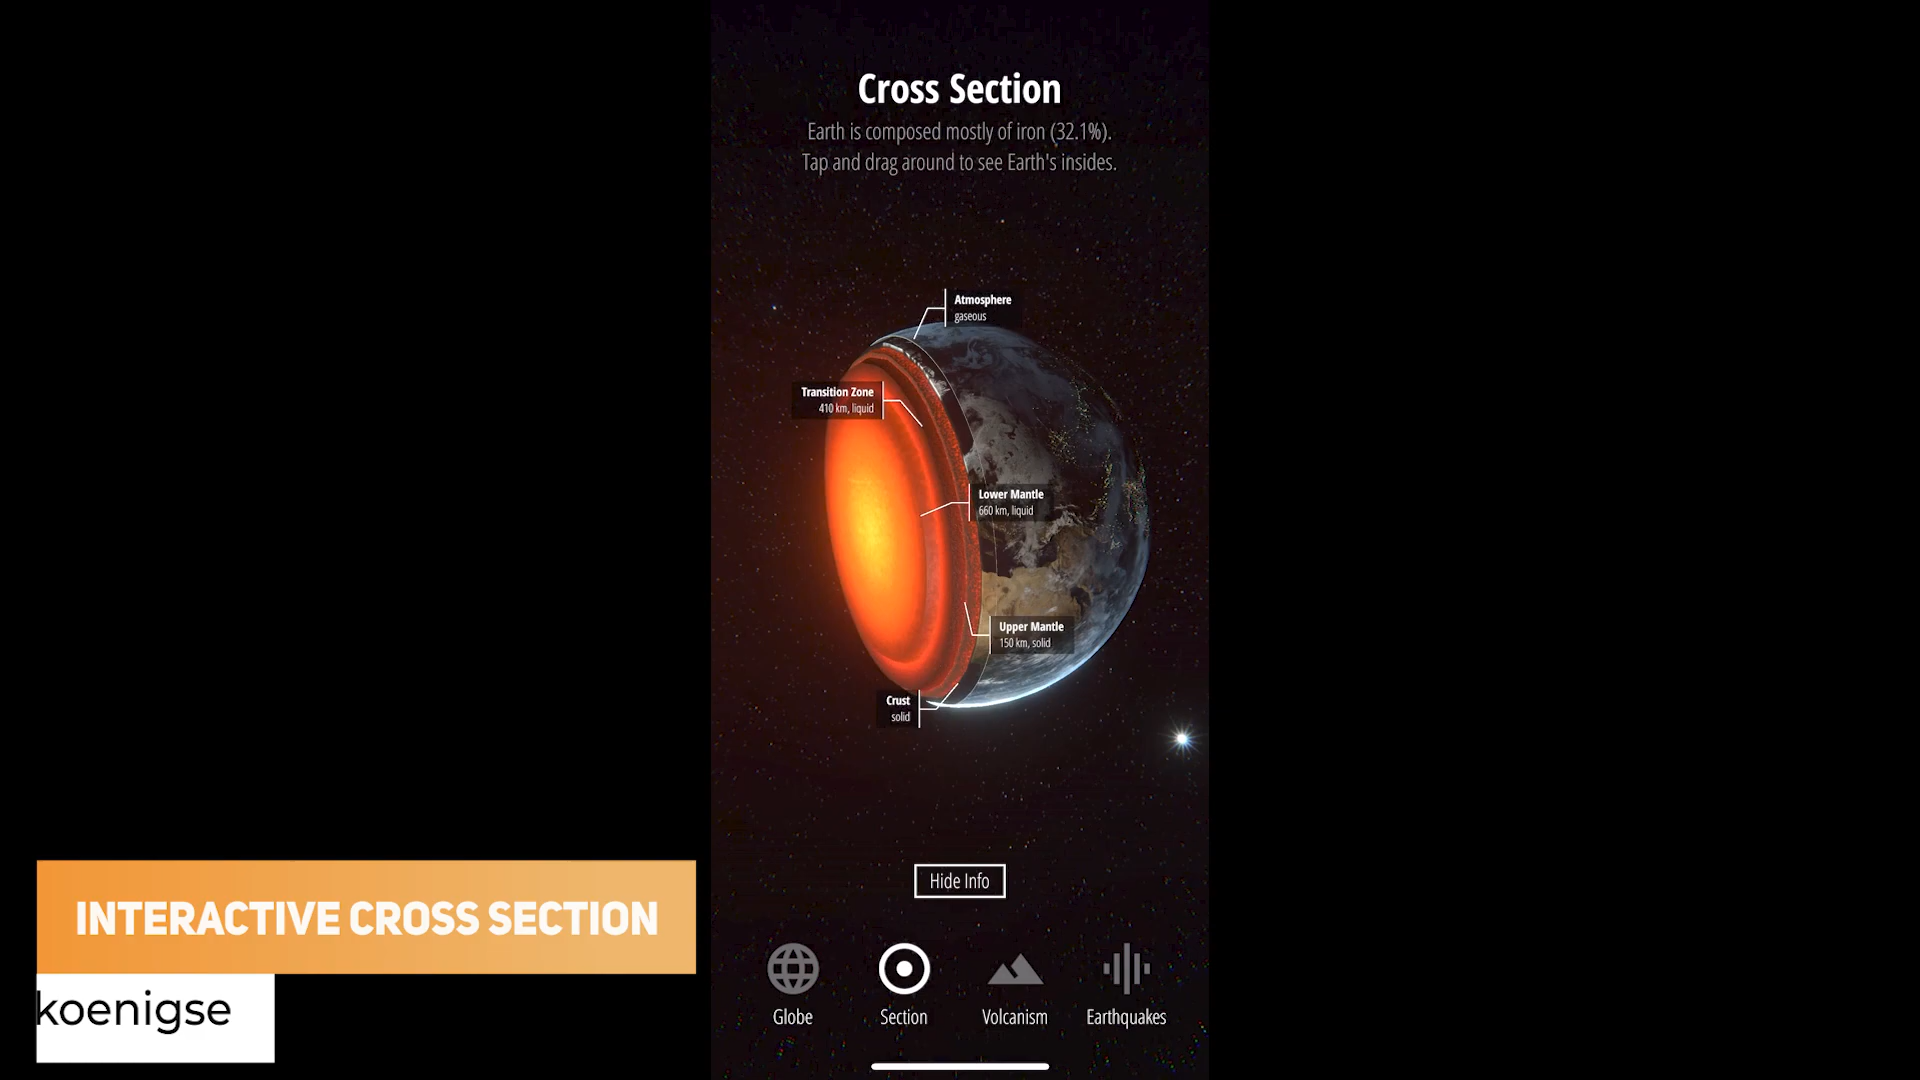 Cross Section
Earth is composed mostly of iron (32.1%).
Tap and drag around to see Earth's insides.
Atmosphere
gaseous
Transition Zone
410 km, liquid
Lower Mantle
660 km, liquid
Upper Mantle
150 km, solid
Crust
solid
Hide Info
INTERACTIVE CROSS SECTION
koenigse
Globe
Section
Volcanism
Earthquakes